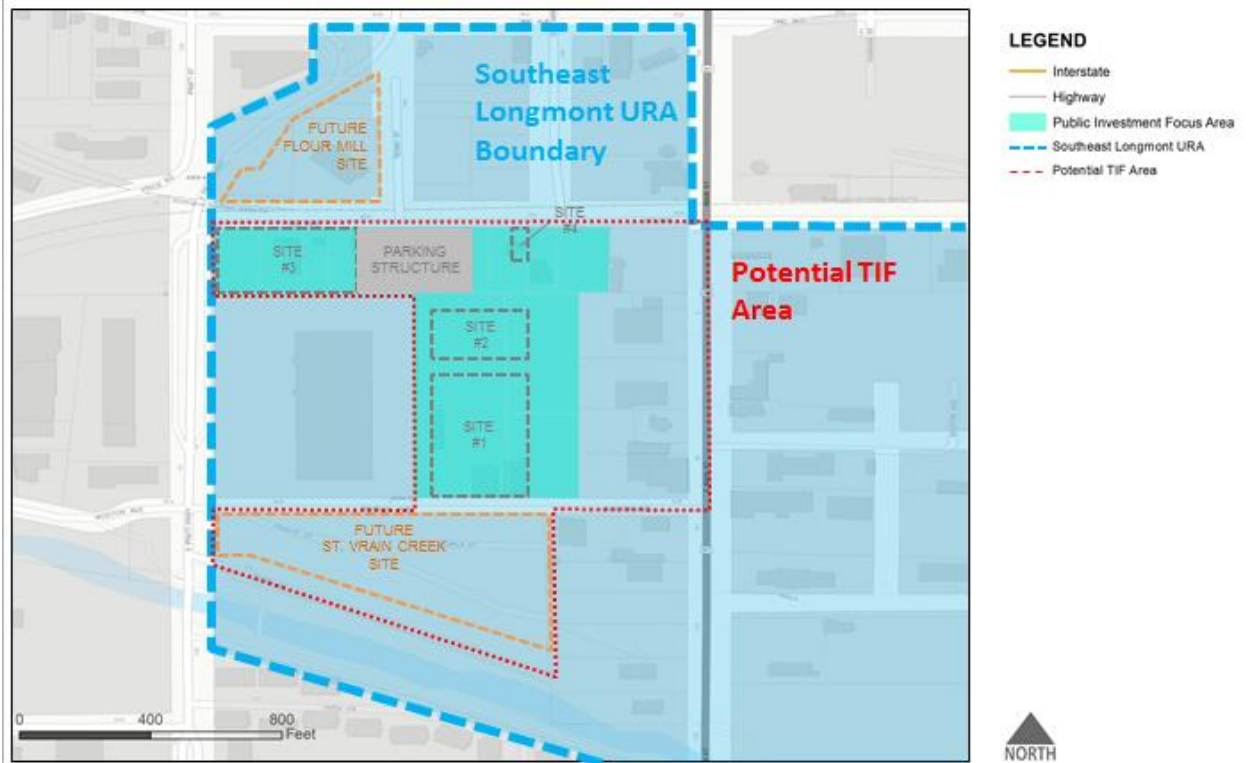 Southeast
Longmont URA
Boundary
FUTURE
FLOUR MILL
SITE
SITE
#4
SITE
#3
PARKING
STRUCTURE
Potential TIF
Area
SITE
#2
SITE
#1
FUTURE
ST. VRAIN CREEK
SITE
0 400 800
Feet
LEGEND
Interstate
Highway
Public Investment Focus Area
Southeast Longmont URA
Potential TIF Area
NORTH